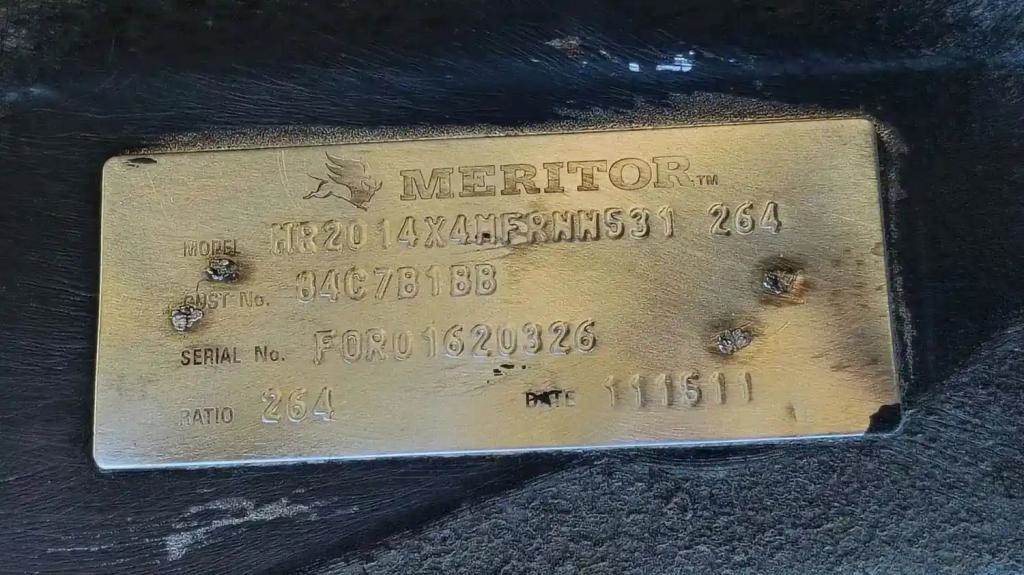 MERITOR™
MODEL MR2014X4MFRNN531 264
CUST No. 84C7B1BB
SERIAL No. FOR01620326
RATIO 264 DATE 111511